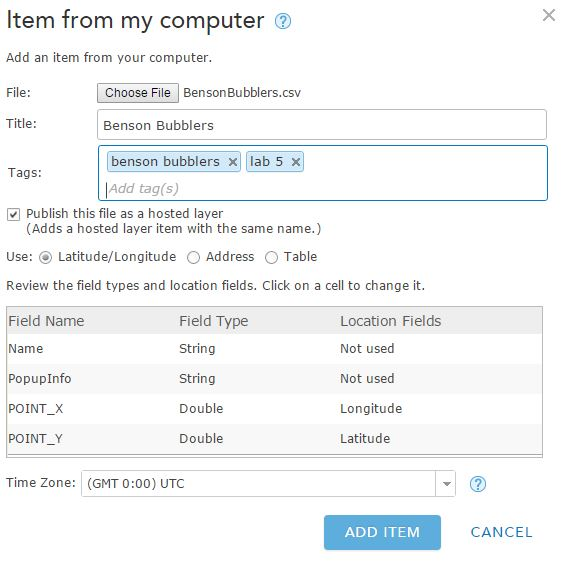 Item from my computer ?
Add an item from your computer.
File: Choose File BensonBubblers.csv
Title: Benson Bubblers
Tags: benson bubblers × lab 5 ×
Add tag(s)
Publish this file as a hosted layer
(Adds a hosted layer item with the same name.)
Use: Latitude/Longitude Address Table
Review the field types and location fields. Click on a cell to change it.
Field Name Field Type Location Fields
Name String Not used
PopupInfo String Not used
POINT_X Double Longitude
POINT_Y Double Latitude
Time Zone: (GMT 0:00) UTC ?
ADD ITEM CANCEL